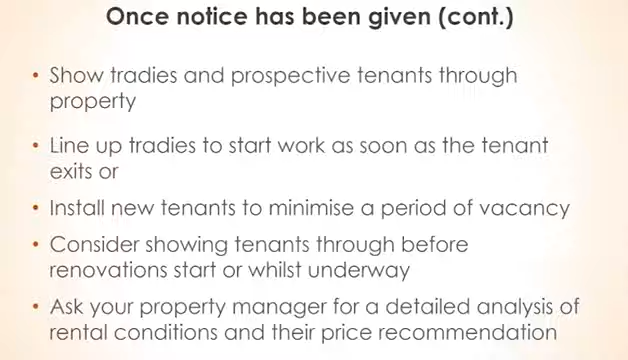 Once notice has been given (cont.)
• Show tradies and prospective tenants through
property
• Line up tradies to start work as soon as the tenant
exits or
• Install new tenants to minimise a period of vacancy
• Consider showing tenants through before
renovations start or whilst underway
• Ask your property manager for a detailed analysis of
rental conditions and their price recommendation